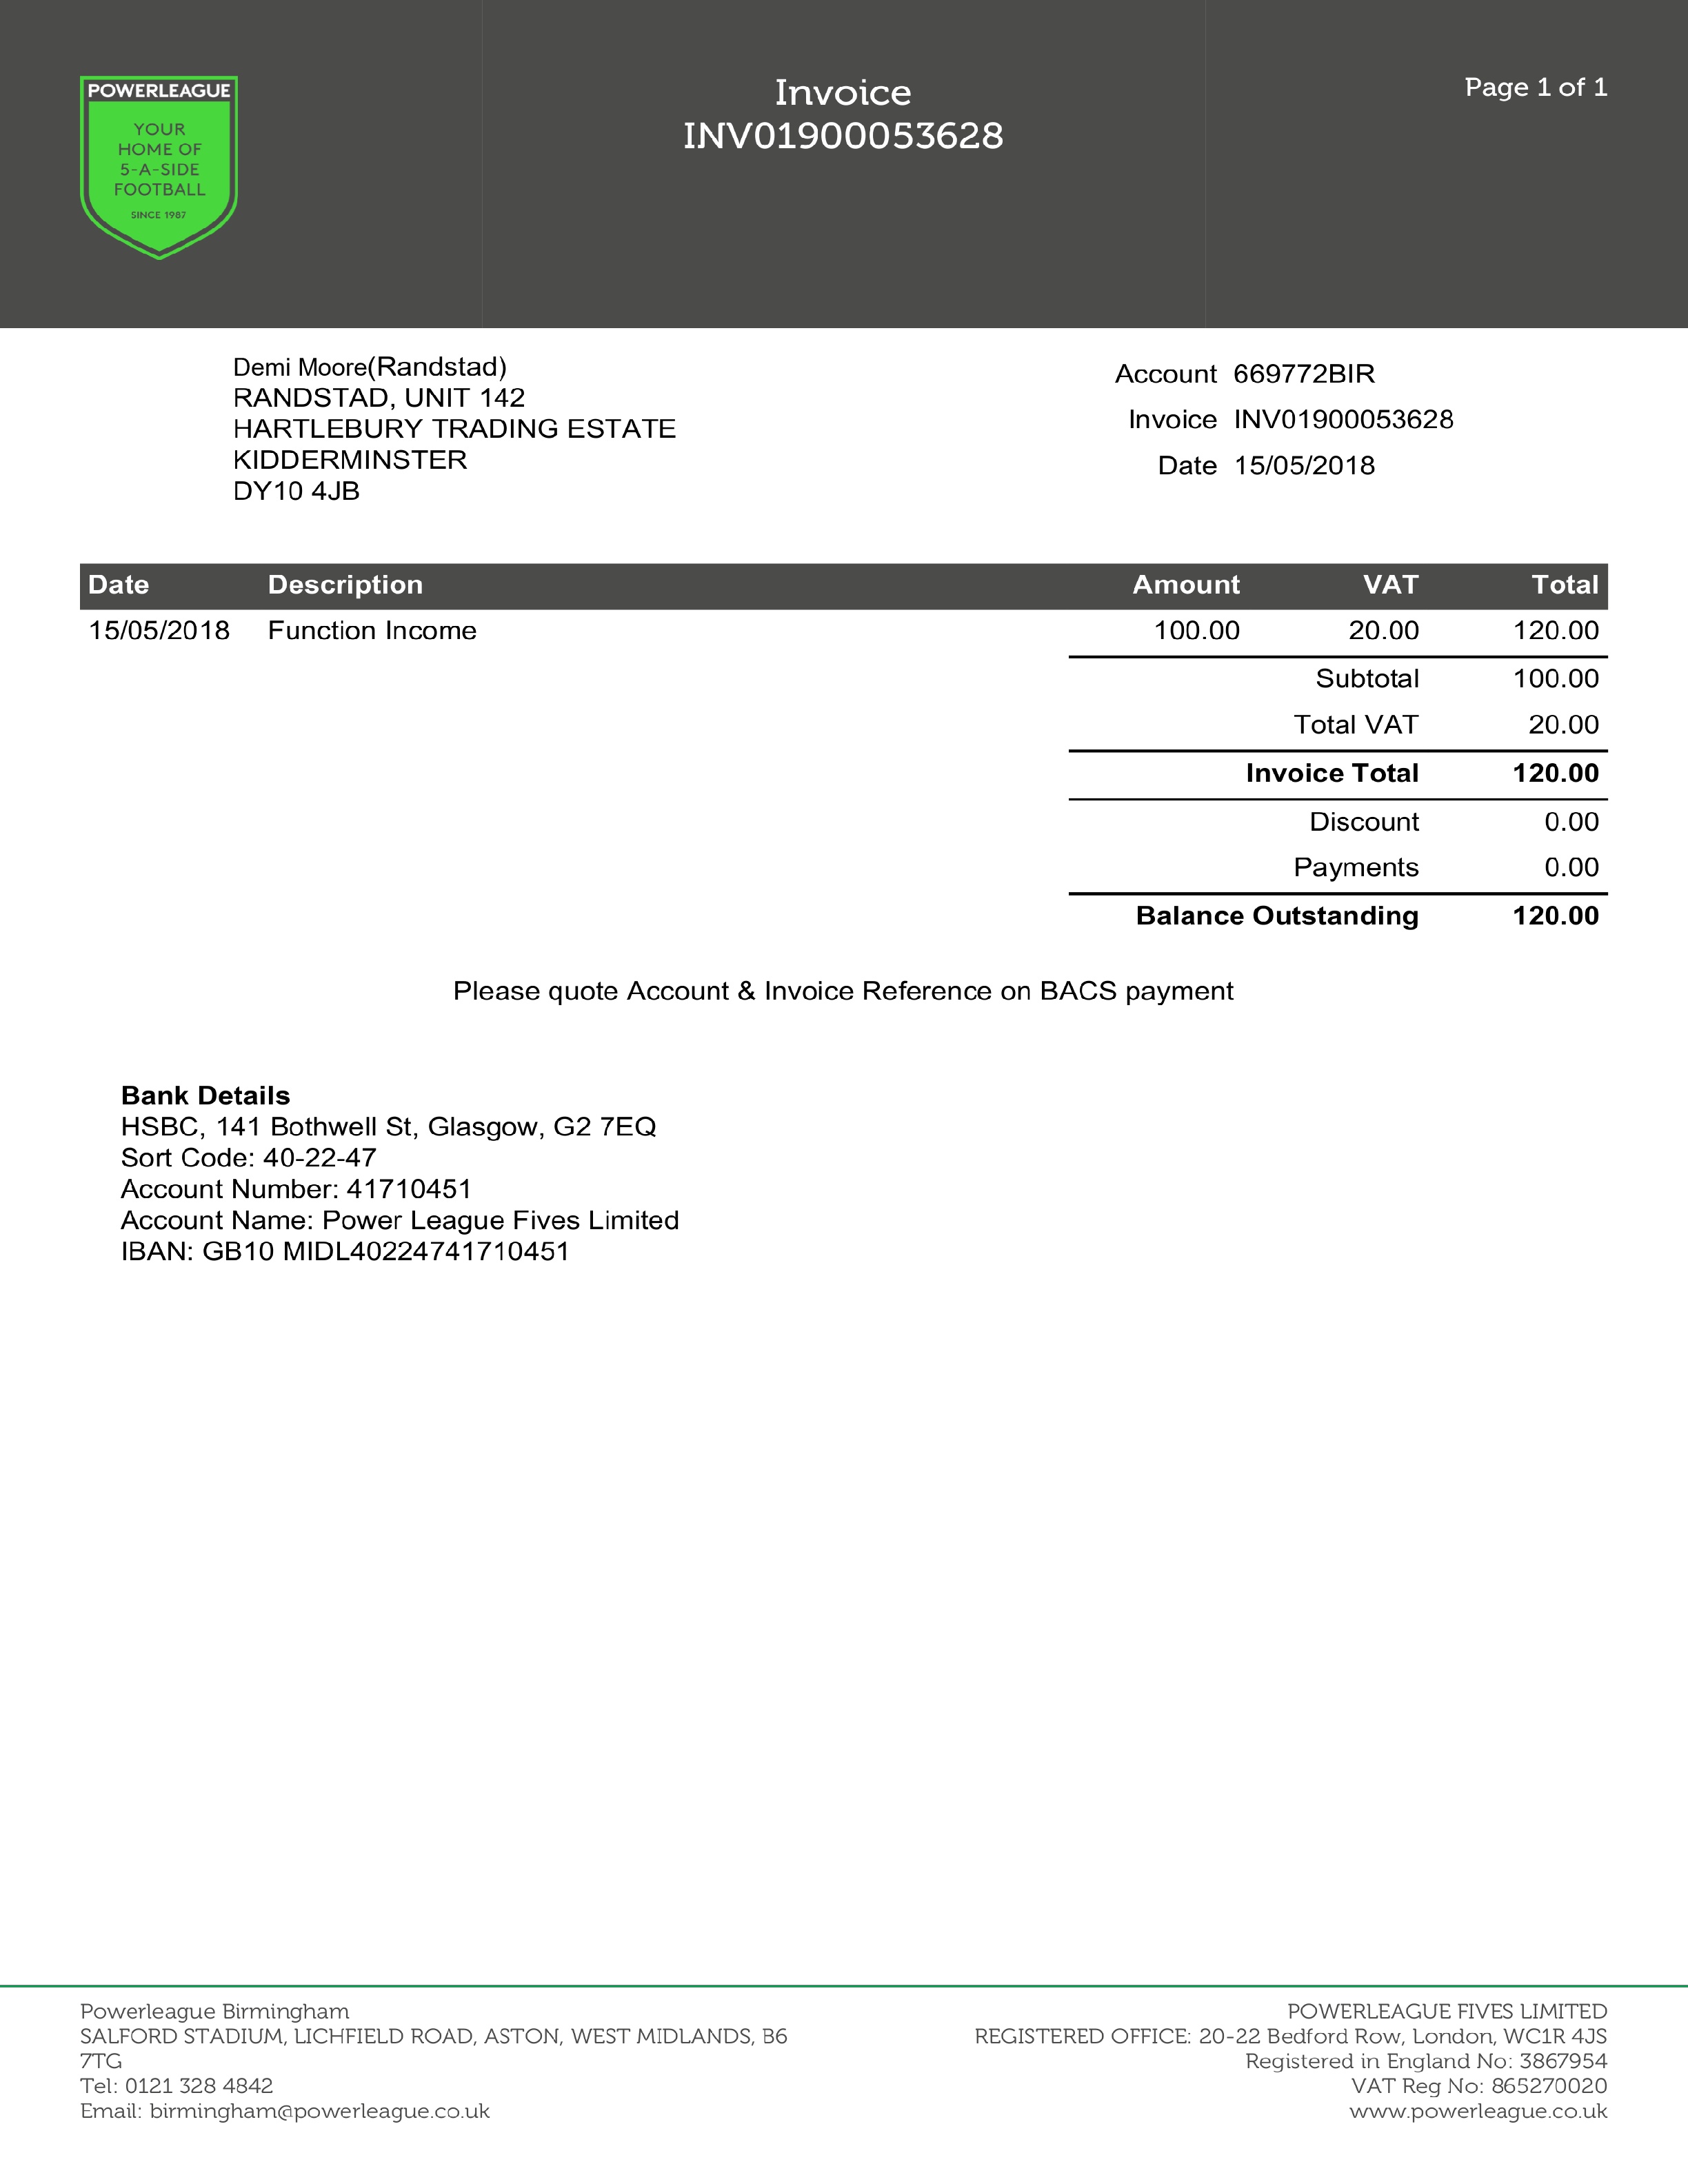 POWERLEAGUE
YOUR
HOME OF
5-A-SIDE
FOOTBALL
SINCE 1987
Invoice
INV01900053628
Page 1 of 1
Demi Moore(Randstad)
RANDSTAD, UNIT 142
HARTLEBURY TRADING ESTATE
KIDDERMINSTER
DY10 4JB
Account 669772BIR
Invoice INV01900053628
Date 15/05/2018
Date Description Amount VAT Total
15/05/2018 Function Income 100.00 20.00 120.00
Subtotal 100.00
Total VAT 20.00
Invoice Total 120.00
Discount 0.00
Payments 0.00
Balance Outstanding 120.00
Please quote Account & Invoice Reference on BACS payment
Bank Details
HSBC, 141 Bothwell St, Glasgow, G2 7EQ
Sort Code: 40-22-47
Account Number: 41710451
Account Name: Power League Fives Limited
IBAN: GB10 MIDL40224741710451
Powerleague Birmingham
SALFORD STADIUM, LICHFIELD ROAD, ASTON, WEST MIDLANDS, B6
7TG
Tel: 0121 328 4842
Email: birmingham@powerleague.co.uk
POWERLEAGUE FIVES LIMITED
REGISTERED OFFICE: 20-22 Bedford Row, London, WC1R 4JS
Registered in England No: 3867954
VAT Reg No: 865270020
www.powerleague.co.uk